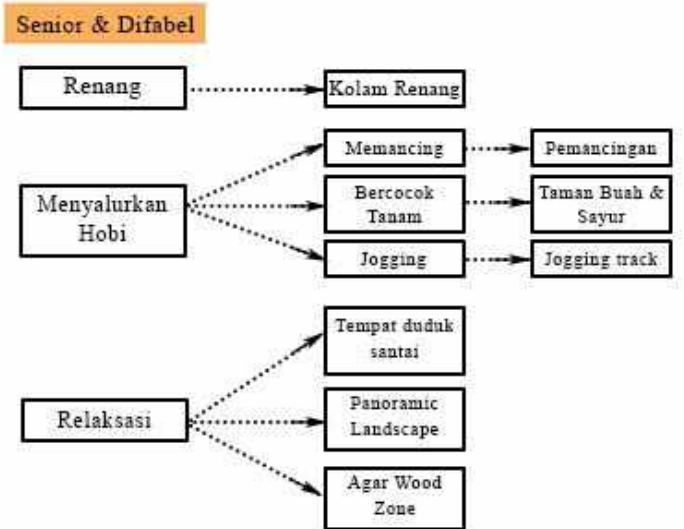 Senior & Difabel
Renang
Kolam Renang
Menyalurkan
Hobi
Memancing
Pemancingan
Bercocok
Tanam
Taman Buah &
Sayur
Jogging
Jogging track
Relaksasi
Tempat duduk
santai
Panoramic
Landscape
Agar Wood
Zone